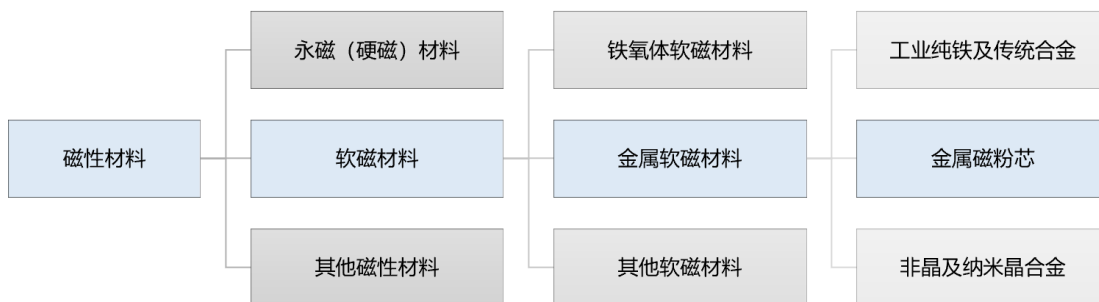 永磁（硬磁）材料
铁氧体软磁材料
工业纯铁及传统合金
磁性材料
软磁材料
金属软磁材料
金属磁粉芯
其他磁性材料
其他软磁材料
非晶及纳米晶合金